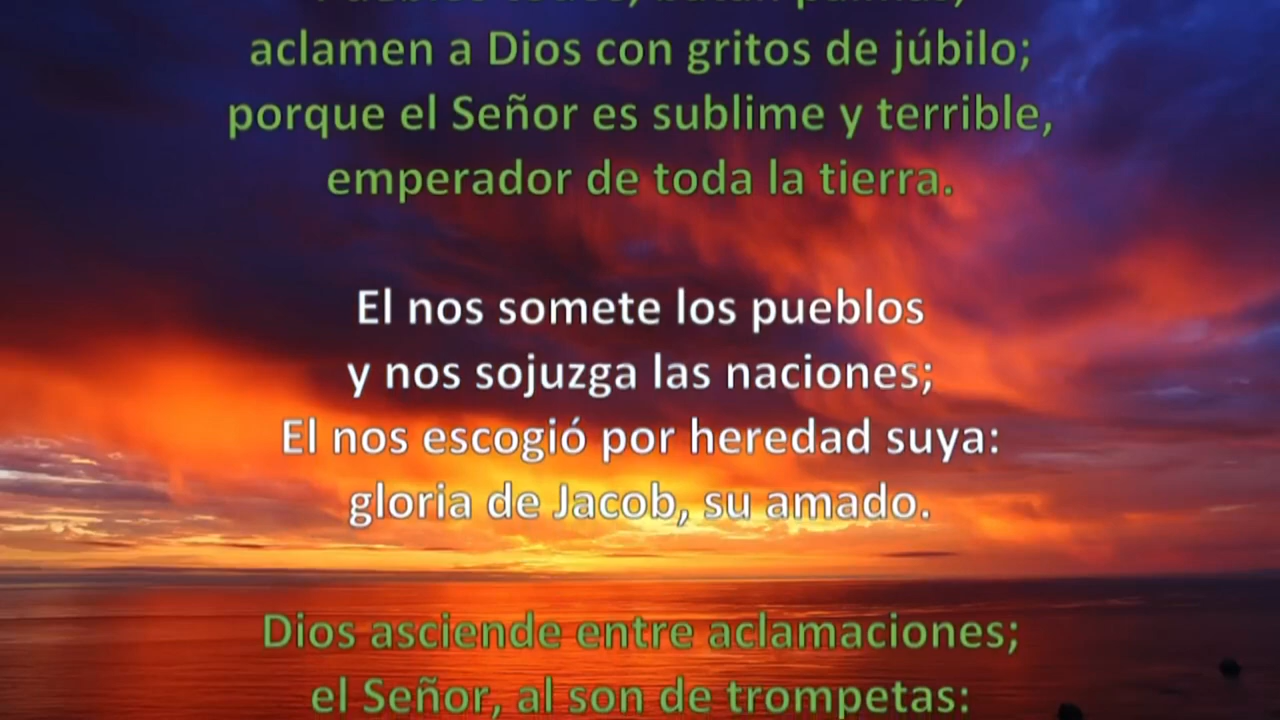 aclamen a Dios con gritos de júbilo;
porque el Señor es sublime y terrible,
emperador de toda la tierra.
El nos somete los pueblos
y nos sojuzga las naciones;
El nos escogió por heredad suya:
gloria de Jacob, su amado.
Dios asciende entre aclamaciones;
el Señor, al son de trompetas: